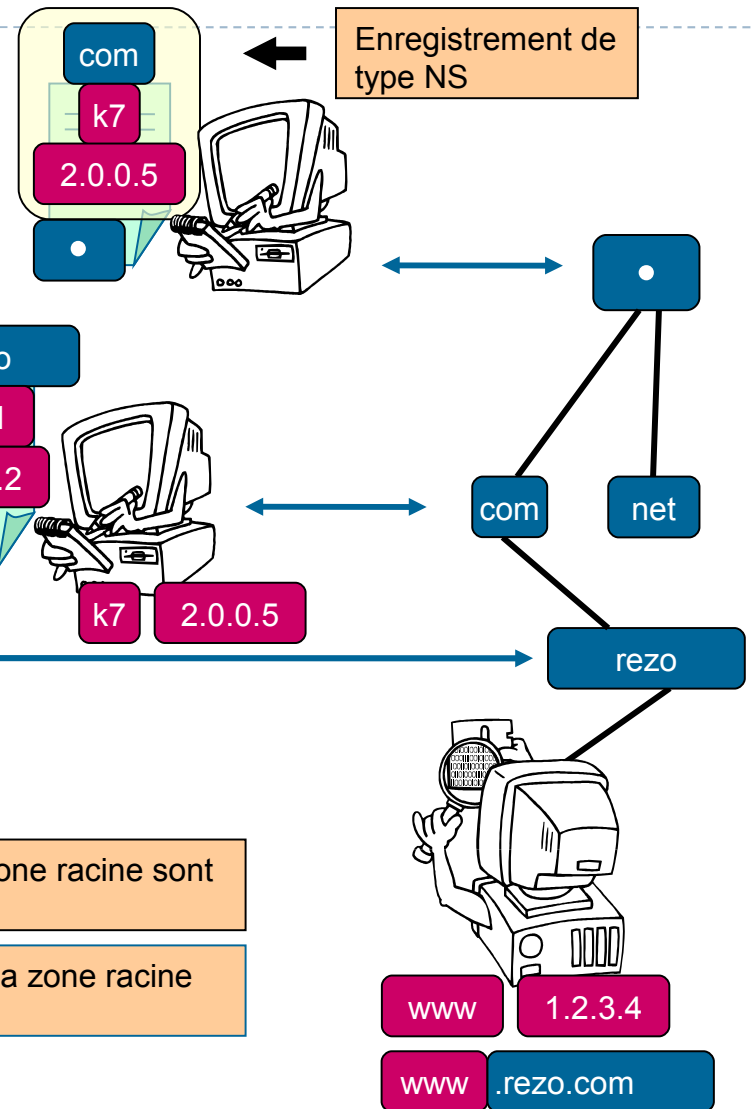 com
Enregistrement de
type NS
k7
2.0.0.5
com
net
k7 2.0.0.5
rezo
one racine sont
a zone racine
www 1.2.3.4
www .rezo.com